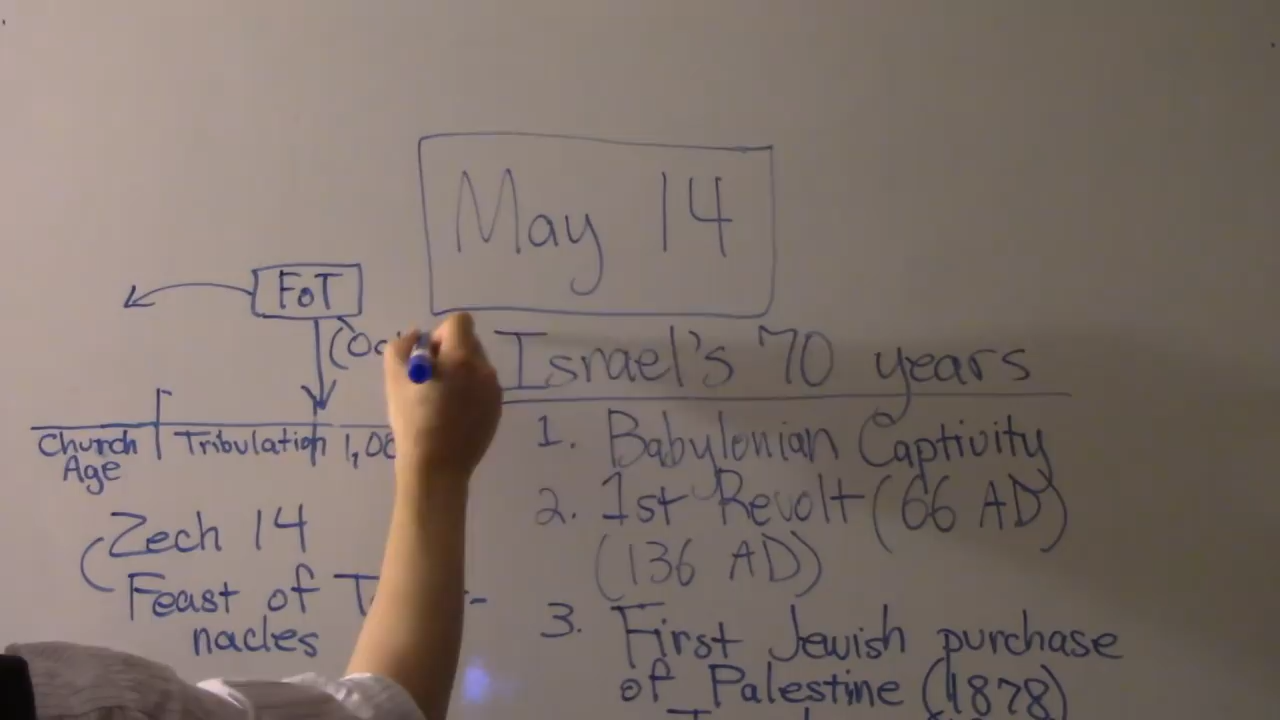 May 14
FoT
Church
Age
Tribulation
Zech 14
Feast of
nacles
Israel's 70 years
1. Babylonian Captivity
2. 1st Revolt (66 AD)
(136 AD)
3. First Jewish purchase
of Palestine (1878)